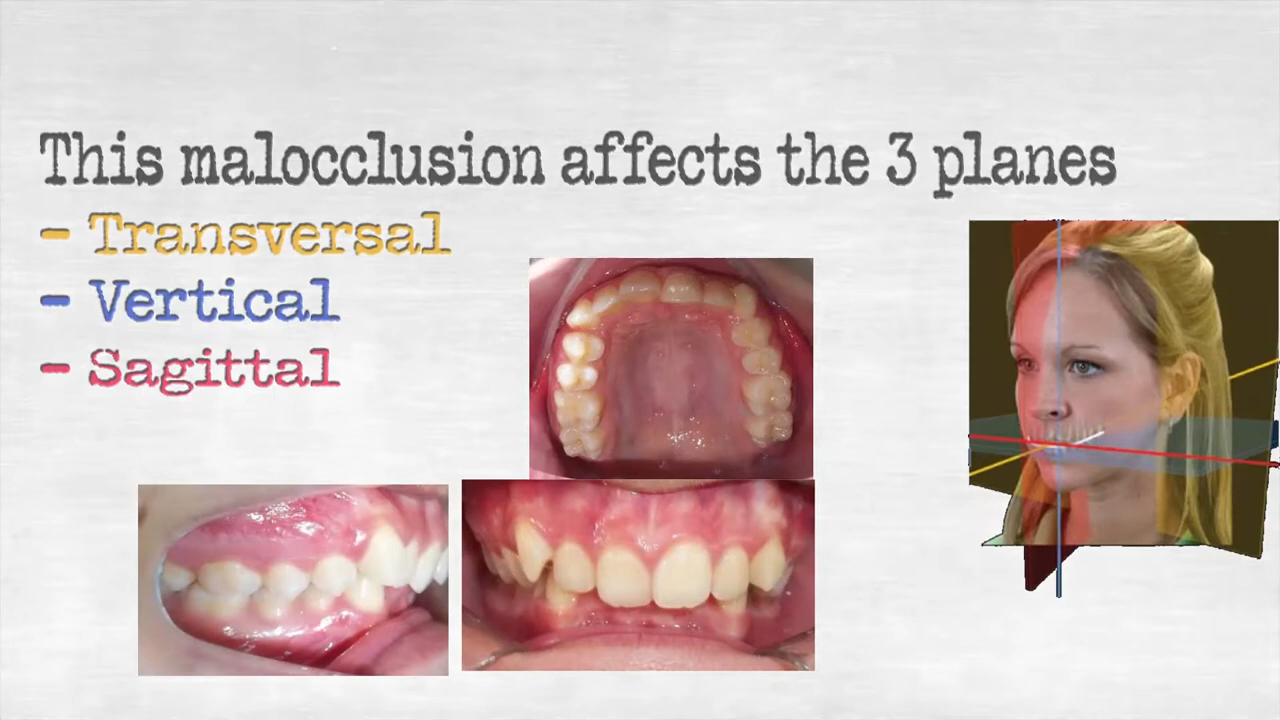 This malocclusion affects the 3 planes
- Transversal
- Vertical
- Sagittal